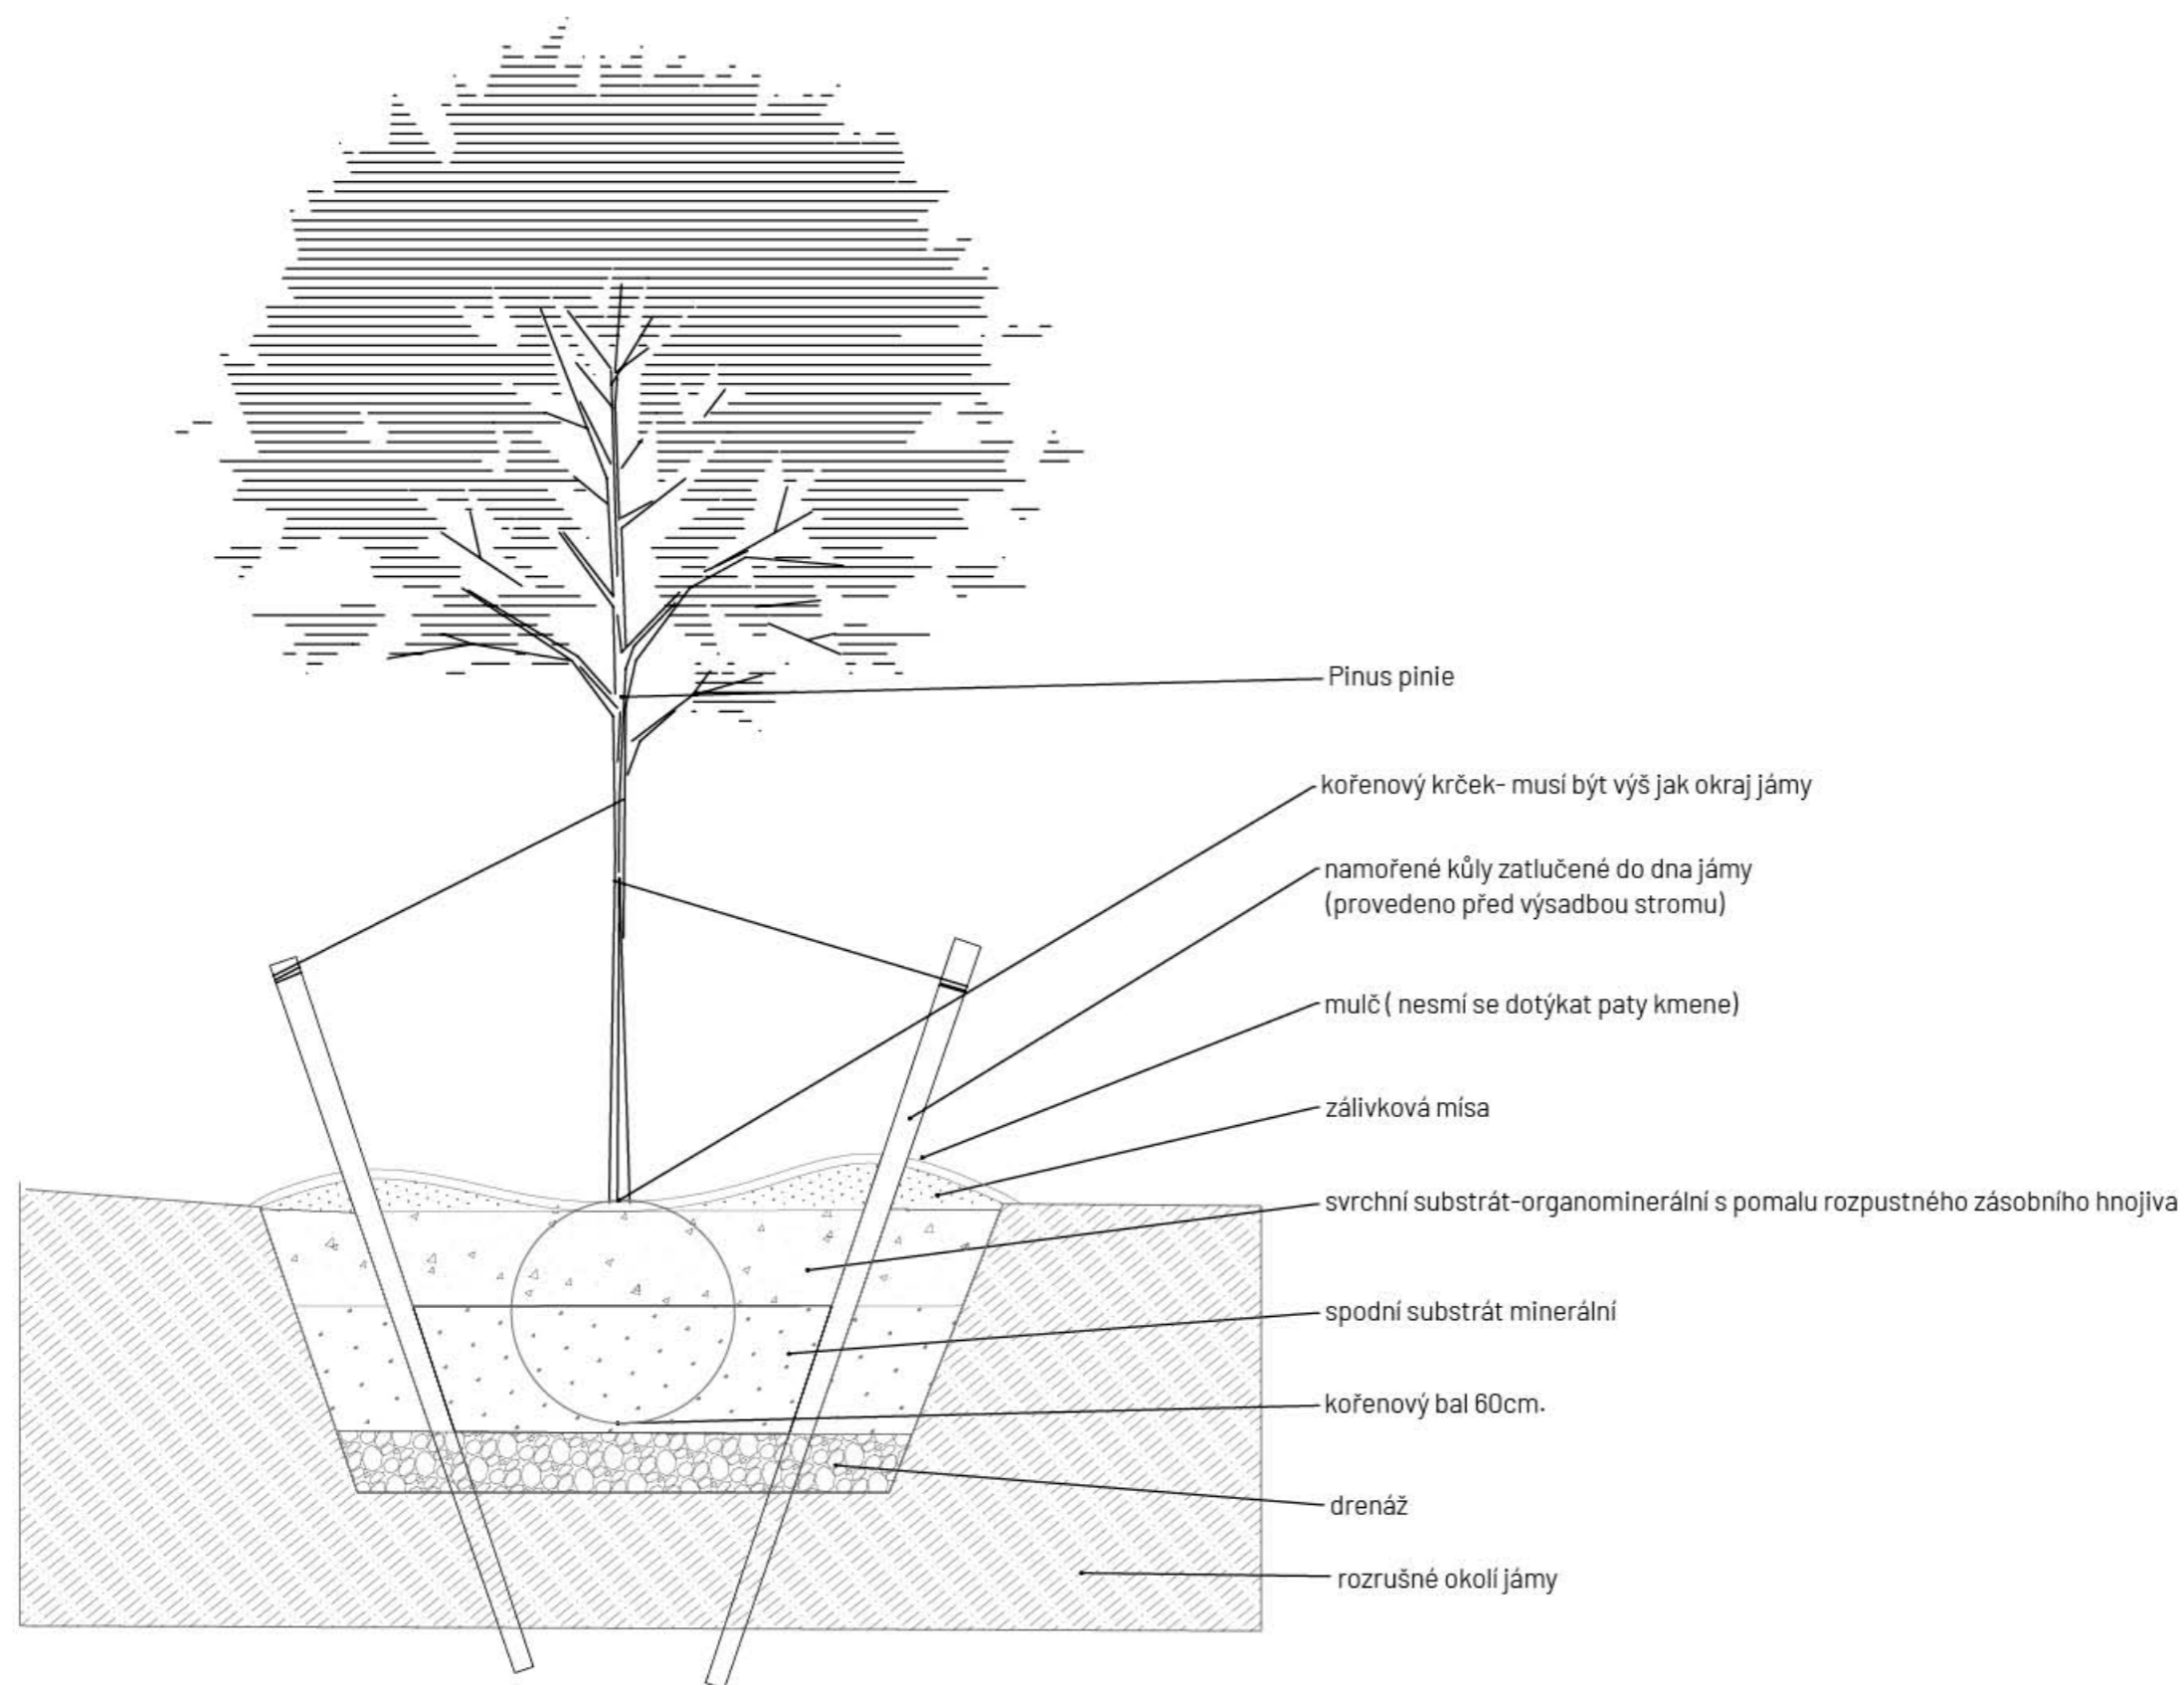 Pinus pinie
kořenový krček- musí být výš jak okraj jámy
namořené kůly zatlučené do dna jámy
(provedeno před výsadbou stromu)
mulč ( nesmí se dotýkat paty kmene)
zálivková mísa
svrchní substrát-organominerální s pomalu rozpustného zásobního hnojiva
spodní substrát minerální
kořenový bal 60cm.
drenáž
rozrušné okolí jámy